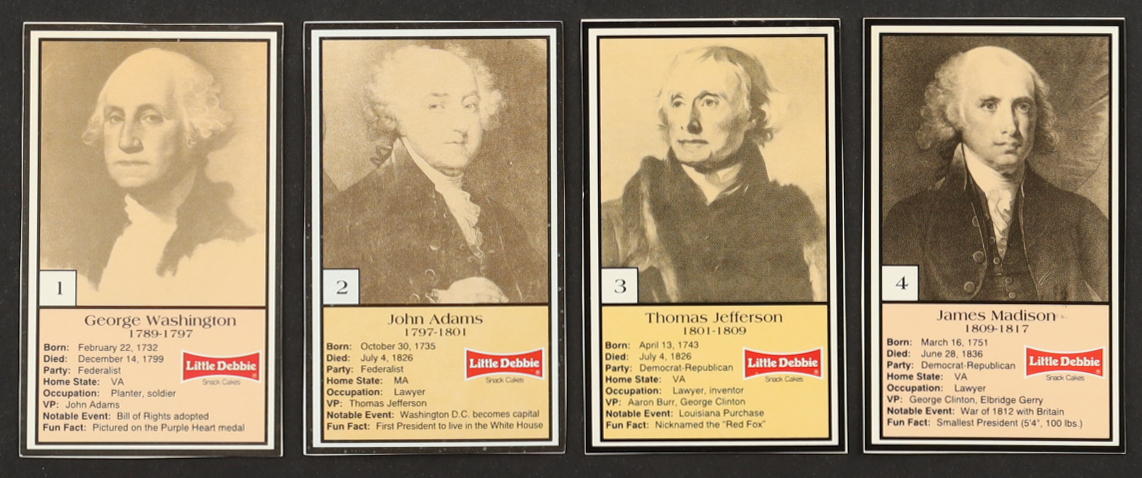 1
George Washington
1789-1797
Born: February 22, 1732
Died: December 14, 1799
Party: Federalist
Home State: VA
Occupation: Planter, soldier
VP: John Adams
Notable Event: Bill of Rights adopted
Fun Fact: Pictured on the Purple Heart medal
Little Debbie
®
Snack Cakes
2
John Adams
1797-1801
Born: October 30, 1735
Died: July 4, 1826
Party: Federalist
Home State: MA
Occupation: Lawyer
VP: Thomas Jefferson
Notable Event: Washington D.C. becomes capital
Fun Fact: First President to live in the White House
Little Debbie
®
Snack Cakes
3
Thomas Jefferson
1801-1809
Born: April 13, 1743
Died: July 4, 1826
Party: Democrat-Republican
Home State: VA
Occupation: Lawyer, inventor
VP: Aaron Burr, George Clinton
Notable Event: Louisiana Purchase
Fun Fact: Nicknamed the "Red Fox"
Little Debbie
®
Snack Cakes
4
James Madison
1809-1817
Born: March 16, 1751
Died: June 28, 1836
Party: Democrat-Republican
Home State: VA
Occupation: Lawyer
VP: George Clinton, Elbridge Gerry
Notable Event: War of 1812 with Britain
Fun Fact: Smallest President (5'4", 100 lbs.)
Little Debbie
®
Snack Cakes